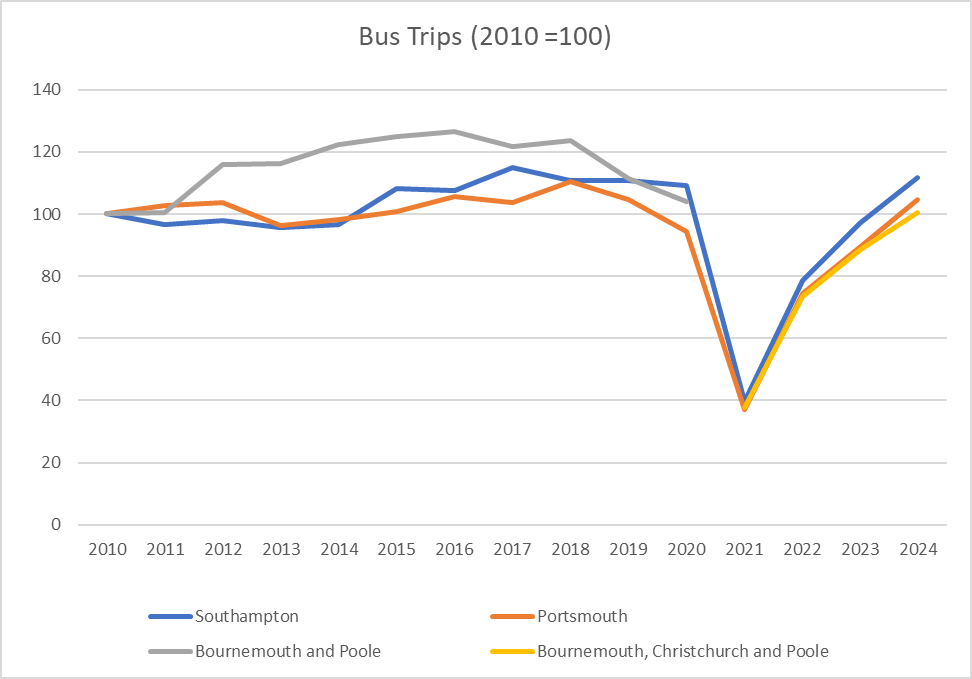 Bus Trips (2010 =100)
140
120
100
80
60
40
20
0
2010 2011 2012 2013 2014 2015 2016 2017 2018 2019 2020 2021 2022 2023 2024
Southampton Portsmouth
Bournemouth and Poole Bournemouth, Christchurch and Poole